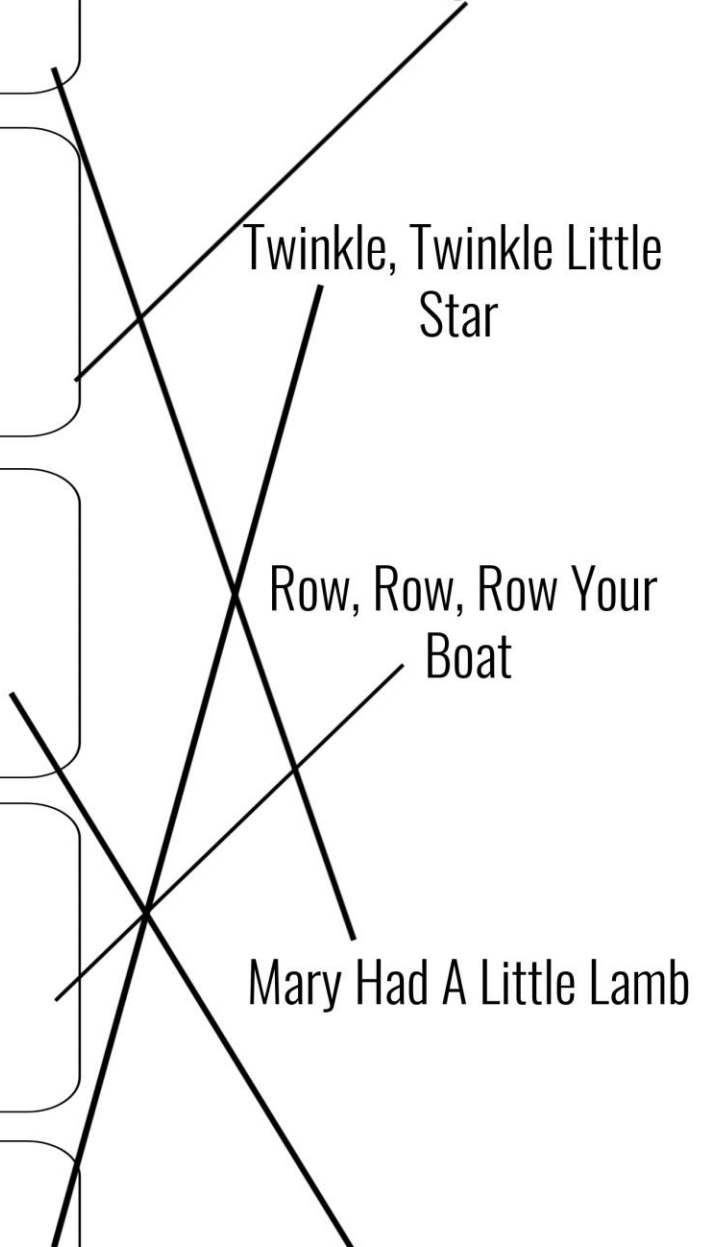 Twinkle, Twinkle Little
Star
Row, Row, Row Your
Boat
Mary Had A Little Lamb